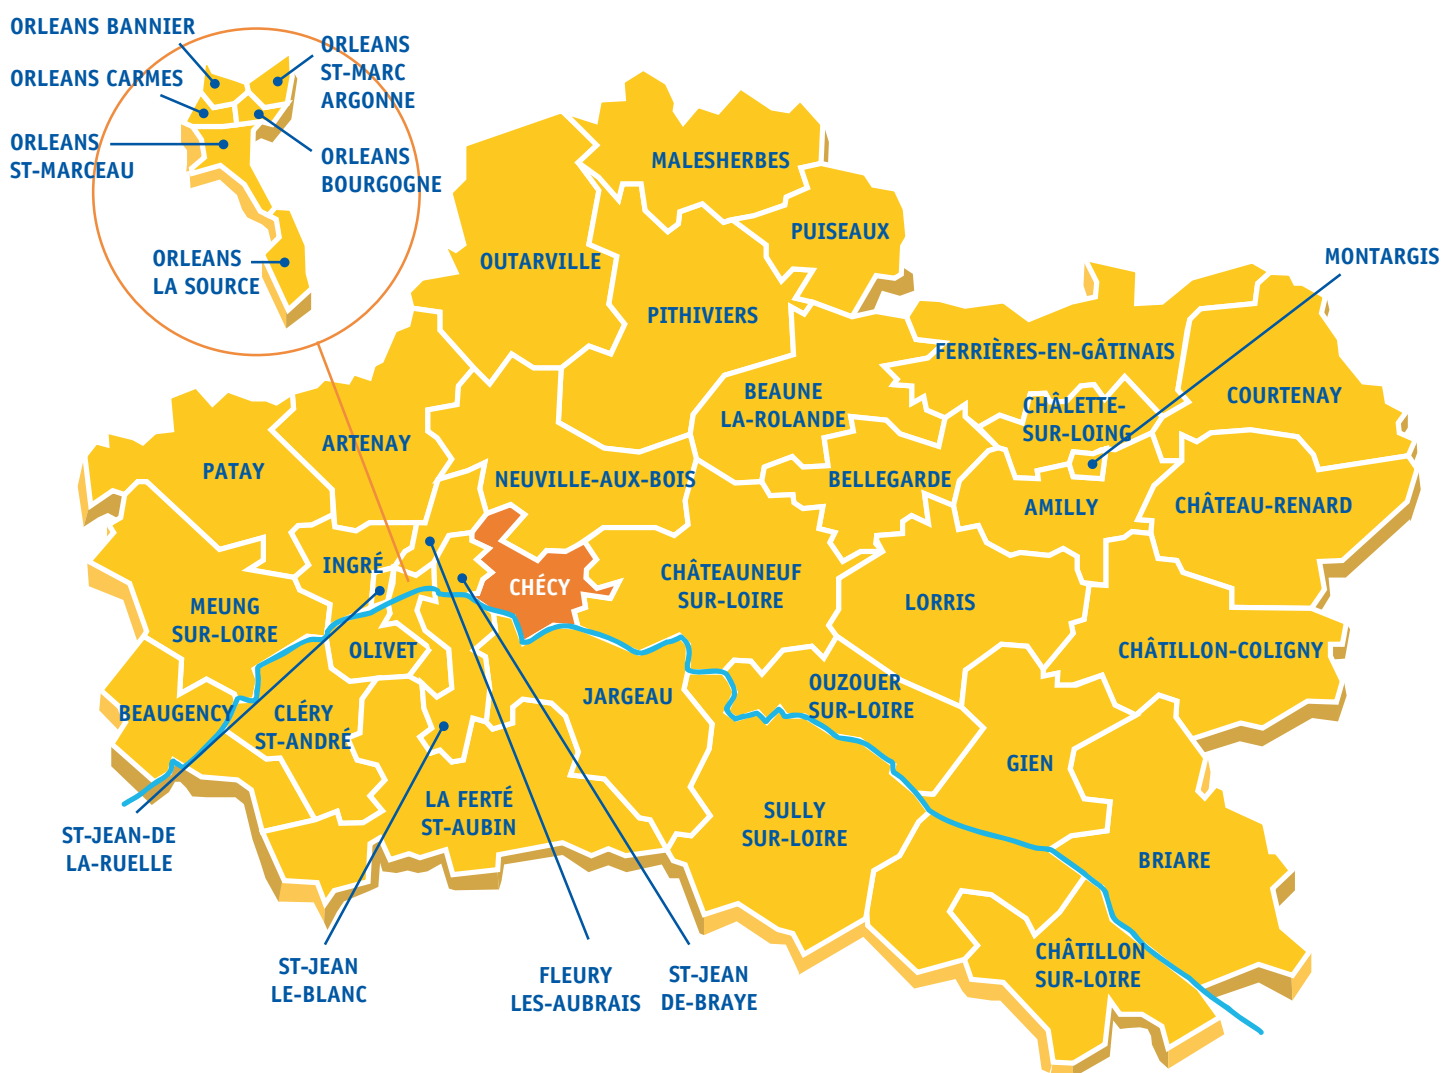 ORLEANS BANNIER
ORLEANS
ST-MARC
ARGONNE
ORLEANS CARMES
ORLEANS
ST-MARCEAU
ORLEANS
BOURGOGNE
ORLEANS
LA SOURCE
MALESHERBES
PUISEAUX
OUTARVILLE
MONTARGIS
PITHIVIERS
FERRIÈRES-EN-GÂTINAIS
BEAUNE
LA-ROLANDE
CHÂLETTE-
SUR-LOING
COURTENAY
ARTENAY
PATAY
NEUVILLE-AUX-BOIS
BELLEGARDE
AMILLY
CHÂTEAU-RENARD
INGRÉ
CHÉCY
CHÂTEAUNEUF
SUR-LOIRE
LORRIS
MEUNG
SUR-LOIRE
OLIVET
CHÂTILLON-COLIGNY
JARGEAU
OUZOUER
SUR-LOIRE
BEAUGENCY
CLÉRY
ST-ANDRÉ
GIEN
LA FERTÉ
ST-AUBIN
SULLY
SUR-LOIRE
ST-JEAN-DE
LA-RUELLE
BRIARE
CHÂTILLON
SUR-LOIRE
ST-JEAN
LE-BLANC
FLEURY
LES-AUBRAIS
ST-JEAN
DE-BRAYE